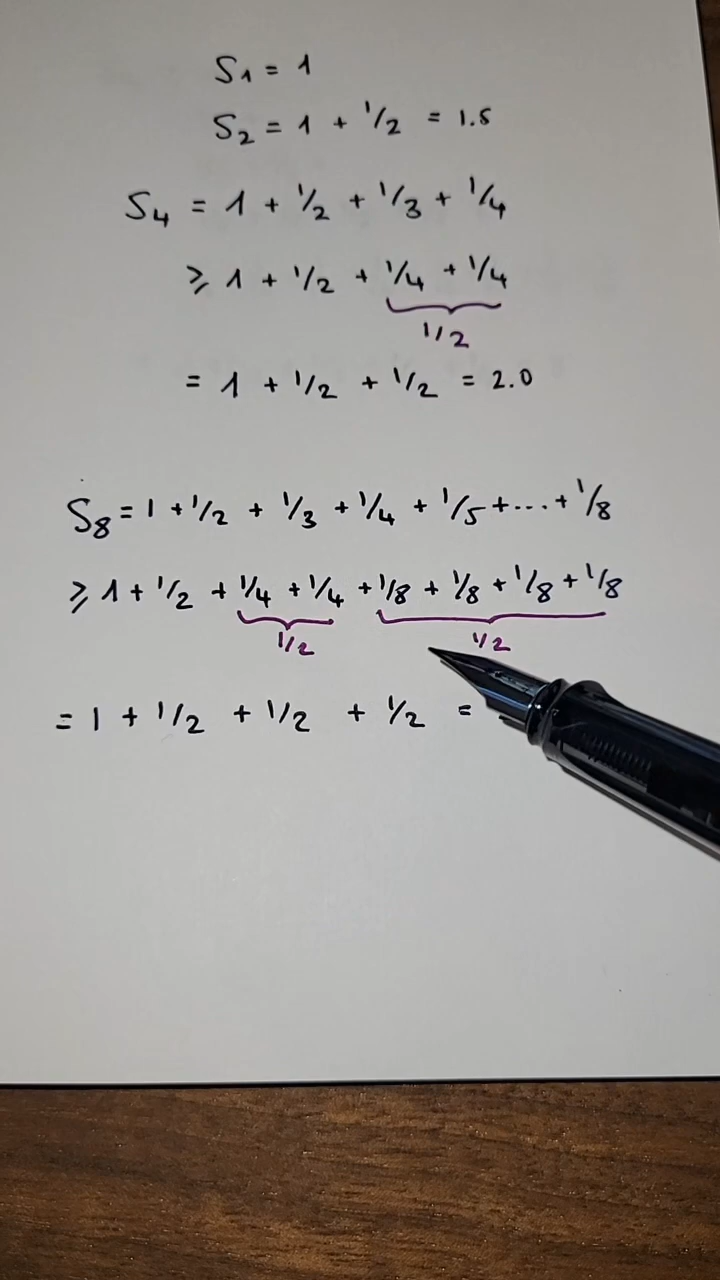 S₁ = 1
S₂ = 1 + 1/2 = 1.5
S₄ = 1 + 1/2 + 1/3 + 1/4
≥ 1 + 1/2 + 1/4 + 1/4
1/2
= 1 + 1/2 + 1/2 = 2.0
S₈ = 1 + 1/2 + 1/3 + 1/4 + 1/5 + ... + 1/8
≥ 1 + 1/2 + 1/4 + 1/4 + 1/8 + 1/8 + 1/8 + 1/8
1/2 1/2
= 1 + 1/2 + 1/2 + 1/2 =